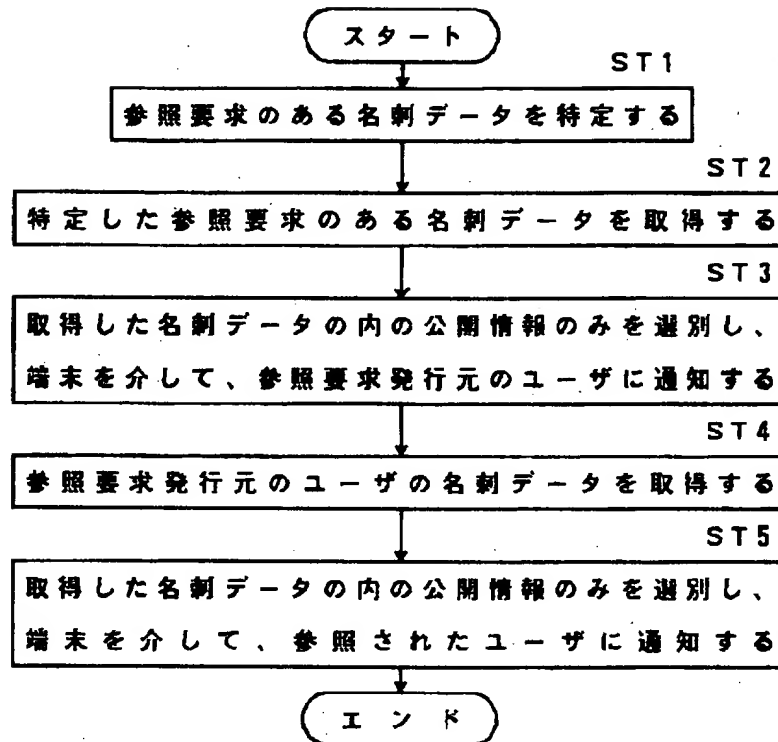 スタート
ST1
参照要求のある名刺データを特定する
ST2
特定した参照要求のある名刺データを取得する
ST3
取得した名刺データの内の公開情報のみを選別し、
端末を介して、参照要求発行元のユーザに通知する
ST4
参照要求発行元のユーザの名刺データを取得する
ST5
取得した名刺データの内の公開情報のみを選別し、
端末を介して、参照されたユーザに通知する
エンド